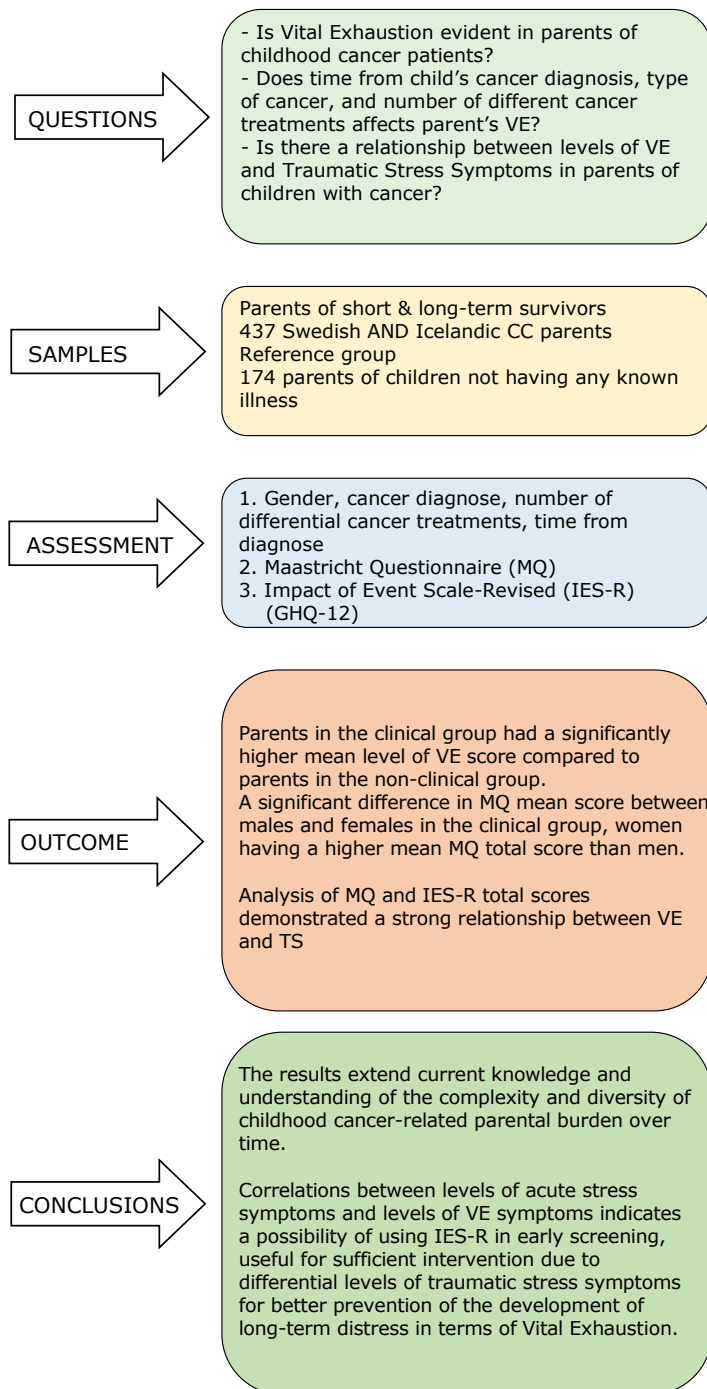 QUESTIONS
- Is Vital Exhaustion evident in parents of
childhood cancer patients?
- Does time from child's cancer diagnosis, type
of cancer, and number of different cancer
treatments affects parent's VE?
- Is there a relationship between levels of VE
and Traumatic Stress Symptoms in parents of
children with cancer?
SAMPLES
Parents of short & long-term survivors
437 Swedish AND Icelandic CC parents
Reference group
174 parents of children not having any known
illness
ASSESSMENT
1. Gender, cancer diagnose, number of
differential cancer treatments, time from
diagnose
2. Maastricht Questionnaire (MQ)
3. Impact of Event Scale-Revised (IES-R)
(GHQ-12)
OUTCOME
Parents in the clinical group had a significantly
higher mean level of VE score compared to
parents in the non-clinical group.
A significant difference in MQ mean score between
males and females in the clinical group, women
having a higher mean MQ total score than men.
Analysis of MQ and IES-R total scores
demonstrated a strong relationship between VE
and TS
CONCLUSIONS
The results extend current knowledge and
understanding of the complexity and diversity of
childhood cancer-related parental burden over
time.
Correlations between levels of acute stress
symptoms and levels of VE symptoms indicates
a possibility of using IES-R in early screening,
useful for sufficient intervention due to
differential levels of traumatic stress symptoms
for better prevention of the development of
long-term distress in terms of Vital Exhaustion.